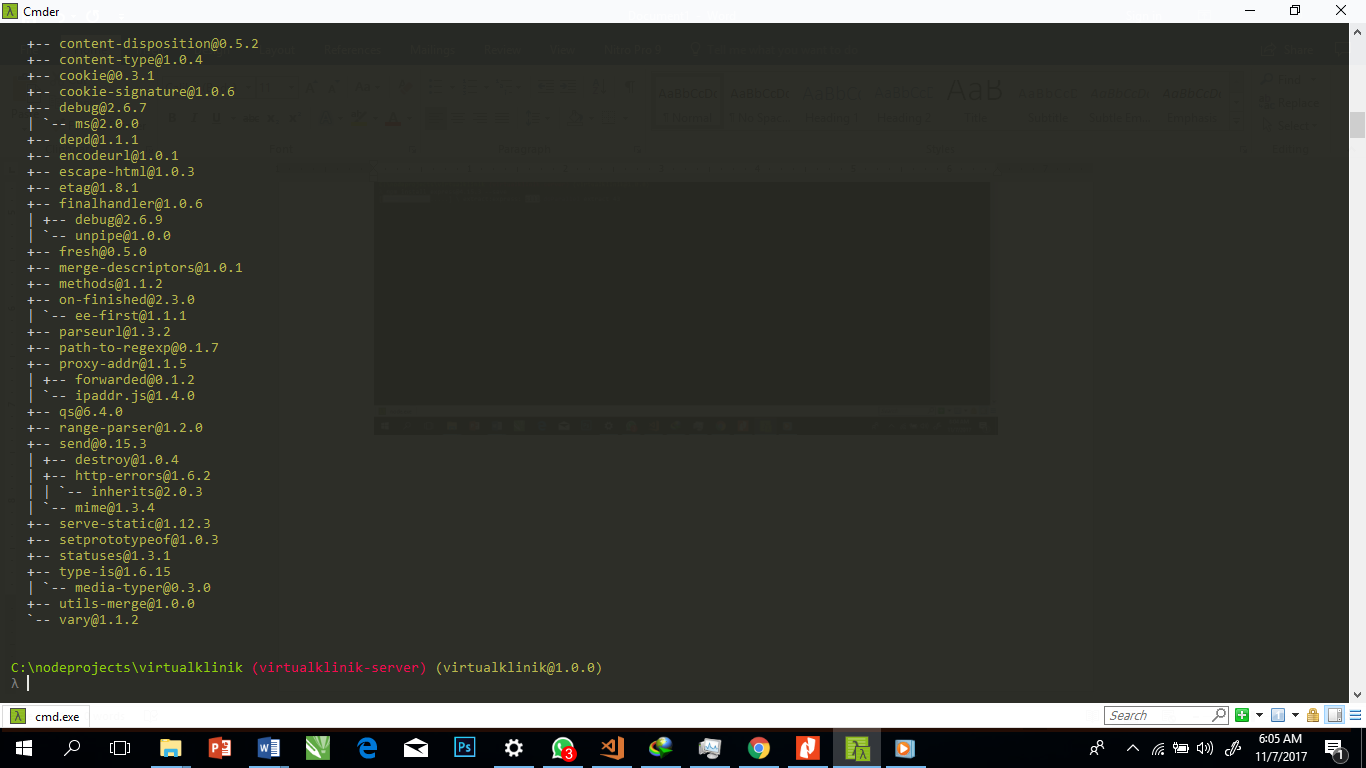 Cmder
+-- content-disposition@0.5.2
+-- content-type@1.0.4
+-- cookie@0.3.1
+-- cookie-signature@1.0.6
+-- debug@2.6.7
| `-- ms@2.0.0
+-- depd@1.1.1
+-- encodeurl@1.0.1
+-- escape-html@1.0.3
+-- etag@1.8.1
+-- finalhandler@1.0.6
| +-- debug@2.6.9
| `-- unpipe@1.0.0
+-- fresh@0.5.0
+-- merge-descriptors@1.0.1
+-- methods@1.1.2
+-- on-finished@2.3.0
| `-- ee-first@1.1.1
+-- parseurl@1.3.2
+-- path-to-regexp@0.1.7
+-- proxy-addr@1.1.5
| +-- forwarded@0.1.2
| `-- ipaddr.js@1.4.0
+-- qs@6.4.0
+-- range-parser@1.2.0
+-- send@0.15.3
| +-- destroy@1.0.4
| +-- http-errors@1.6.2
| | `-- inherits@2.0.3
| `-- mime@1.3.4
+-- serve-static@1.12.3
+-- setprototypeof@1.0.3
+-- statuses@1.3.1
+-- type-is@1.6.15
| `-- media-typer@0.3.0
+-- utils-merge@1.0.0
`-- vary@1.1.2
C:\nodeprojects\virtualklinik (virtualklinik-server) (virtualklinik@1.0.0)
λ
cmd.exe
Search
6:05 AM
11/7/2017